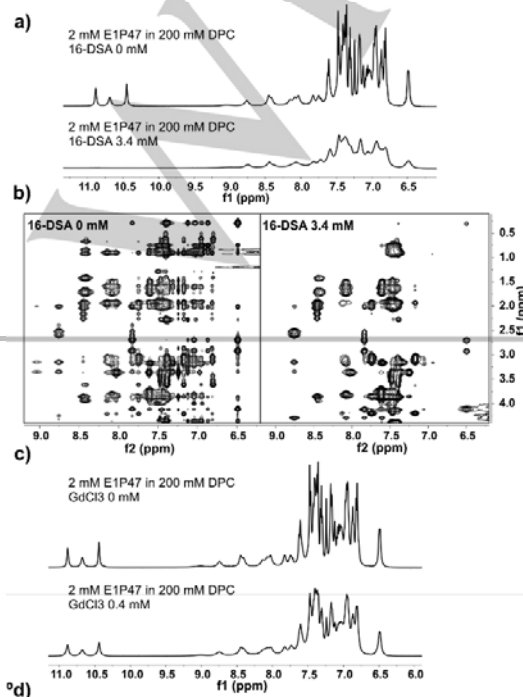 a)
2 mM E1P47 in 200 mM DPC
16-DSA 0 mM
2 mM E1P47 in 200 mM DPC
16-DSA 3.4 mM
11.0 10.5 10.0 9.5 9.0 8.5 8.0 7.5 7.0 6.5
f1 (ppm)
b)
16-DSA 0 mM
16-DSA 3.4 mM
0.5
1.0
1.5
2.0
2.5
3.0
3.5
4.0
f1 (ppm)
9.0 8.5 8.0 7.5 7.0 6.5
9.0 8.5 8.0 7.5 7.0 6.5
f2 (ppm)
f2 (ppm)
c)
2 mM E1P47 in 200 mM DPC
GdCl3 0 mM
2 mM E1P47 in 200 mM DPC
GdCl3 0.4 mM
11.0 10.5 10.0 9.5 9.0 8.5 8.0 7.5 7.0 6.5 6.0
f1 (ppm)
ºd)